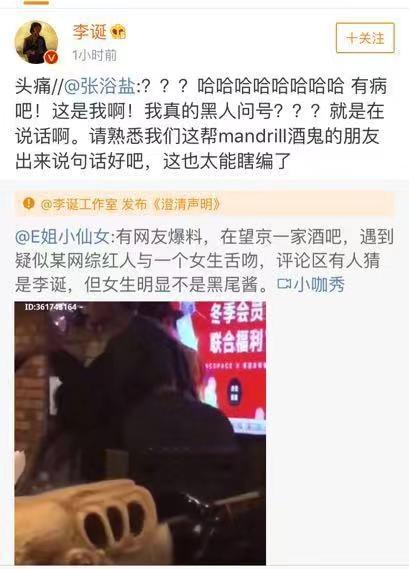 李诞
1小时前
+关注
头痛//@张浴盐:? ? ? 哈哈哈哈哈哈哈哈 有病
吧! 这是我啊! 我真的黑人问号? ? ? 就是在
说话啊。请熟悉我们这帮mandrill酒鬼的朋友
出来说句话好吧, 这也太能瞎编了
@李诞工作室 发布《澄清声明》
@E姐小仙女:有网友爆料, 在望京一家酒吧, 遇到
疑似某网综红人与一个女生舌吻, 评论区有人猜
是李诞, 但女生明显不是黑尾酱。小咖秀
ID:361748164
冬季会员
联合福利